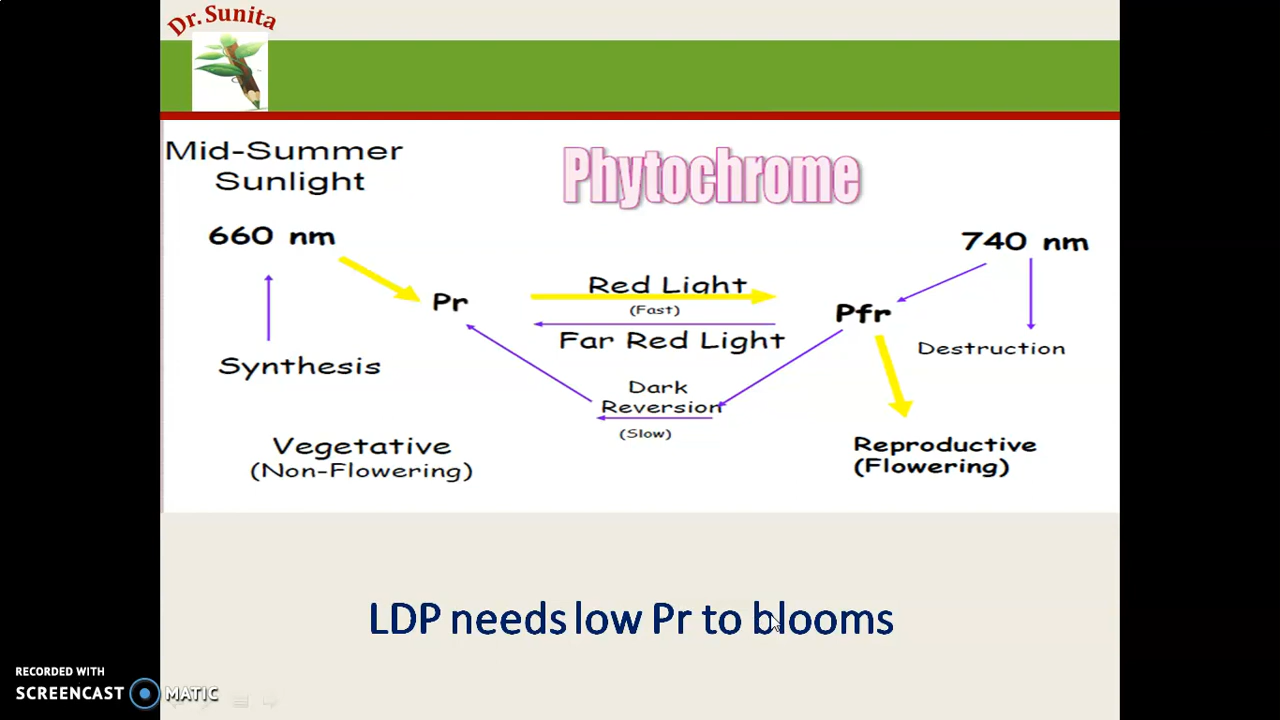 Dr. Sunita
Mid-Summer
Sunlight
Phytochrome
660 nm
740 nm
Pr
Red Light
(Fast)
Far Red Light
Pfr
Synthesis
Destruction
Dark
Reversion
(Slow)
Vegetative
(Non-Flowering)
Reproductive
(Flowering)
LDP needs low Pr to blooms
RECORDED WITH
SCREENCAST MATIC